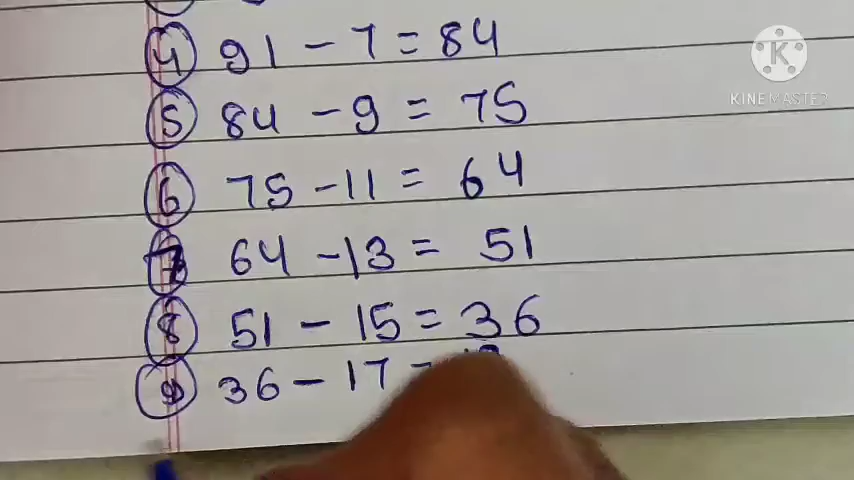 4 91 - 7 = 84
K
KINEMASTER
5 84 - 9 = 75
6 75 - 11 = 64
7 64 - 13 = 51
8 51 - 15 = 36
9 36 - 17 =